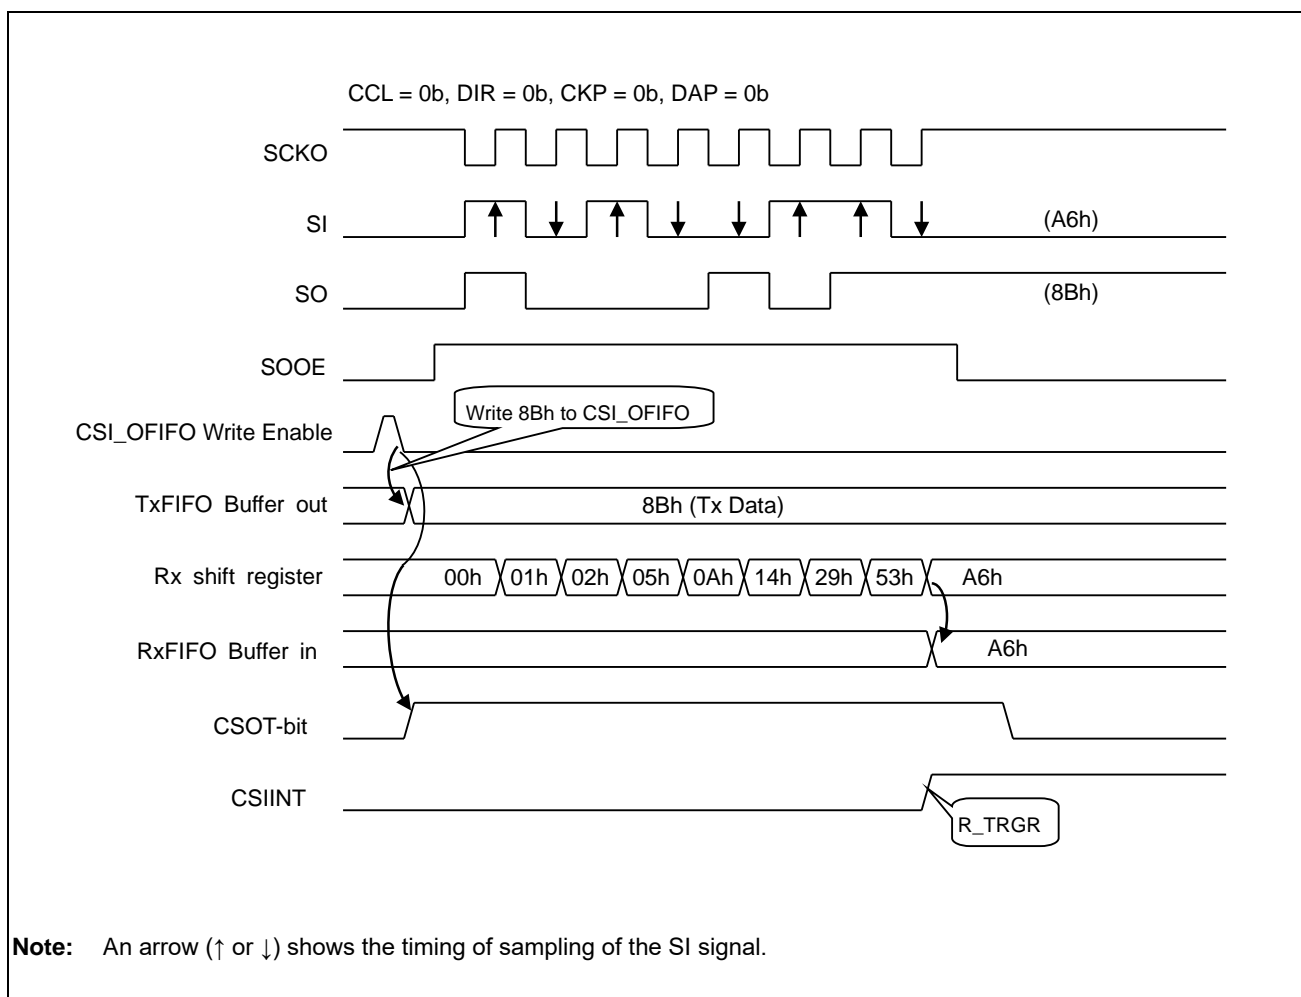 CCL = 0b, DIR = 0b, CKP = 0b, DAP = 0b
SCKO
SI (A6h)
SO (8Bh)
SOOE
Write 8Bh to CSI_OFIFO
CSI_OFIFO Write Enable
TxFIFO Buffer out 8Bh (Tx Data)
Rx shift register 00h 01h 02h 05h 0Ah 14h 29h 53h A6h
RxFIFO Buffer in A6h
CSOT-bit
CSIINT
R_TRGR
Note: An arrow (↑ or ↓) shows the timing of sampling of the SI signal.